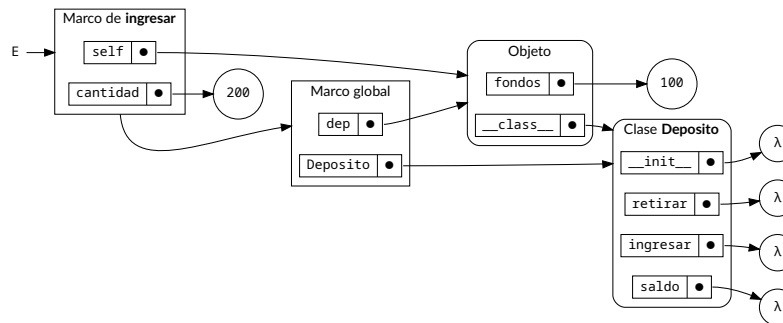 Marco de ingresar
E
self
cantidad
200
Marco global
dep
Deposito
Objeto
fondos
__class__
100
Clase Deposito
__init__
λ
retirar
λ
ingresar
λ
saldo
λ